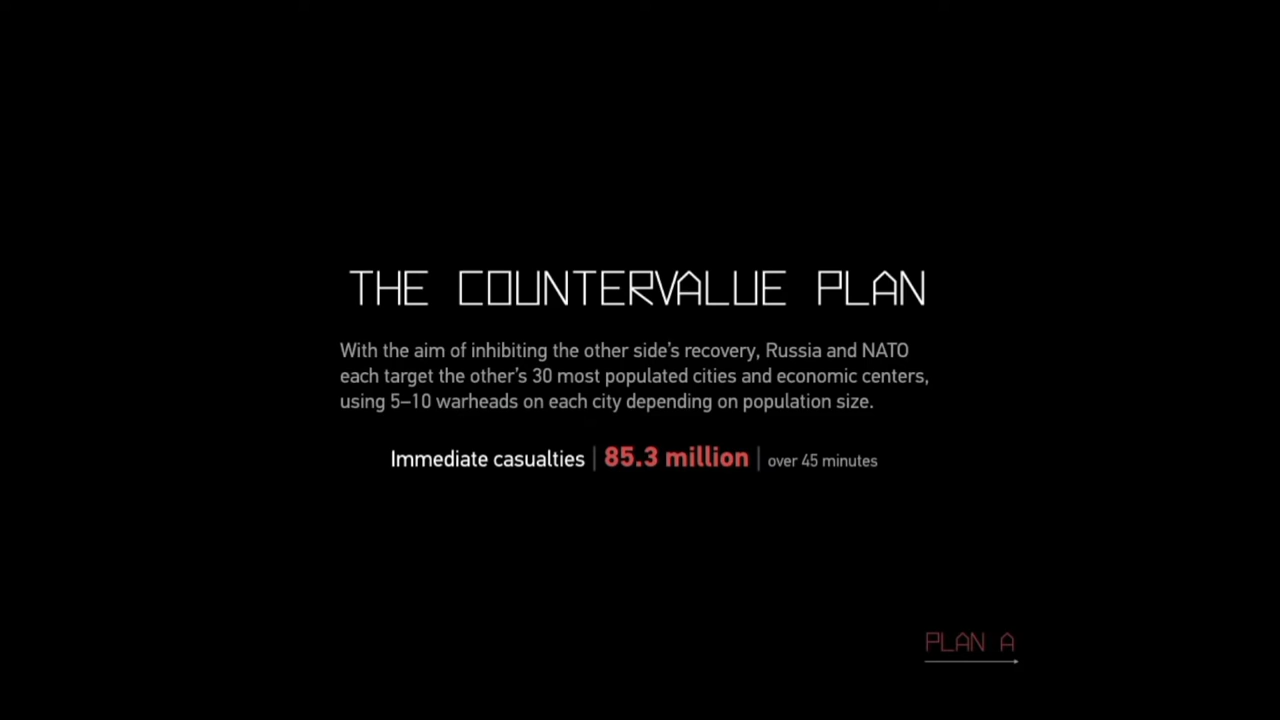 THE COUNTERVALUE PLAN
With the aim of inhibiting the other side's recovery, Russia and NATO
each target the other's 30 most populated cities and economic centers,
using 5–10 warheads on each city depending on population size.
Immediate casualties | 85.3 million | over 45 minutes
PLAN A